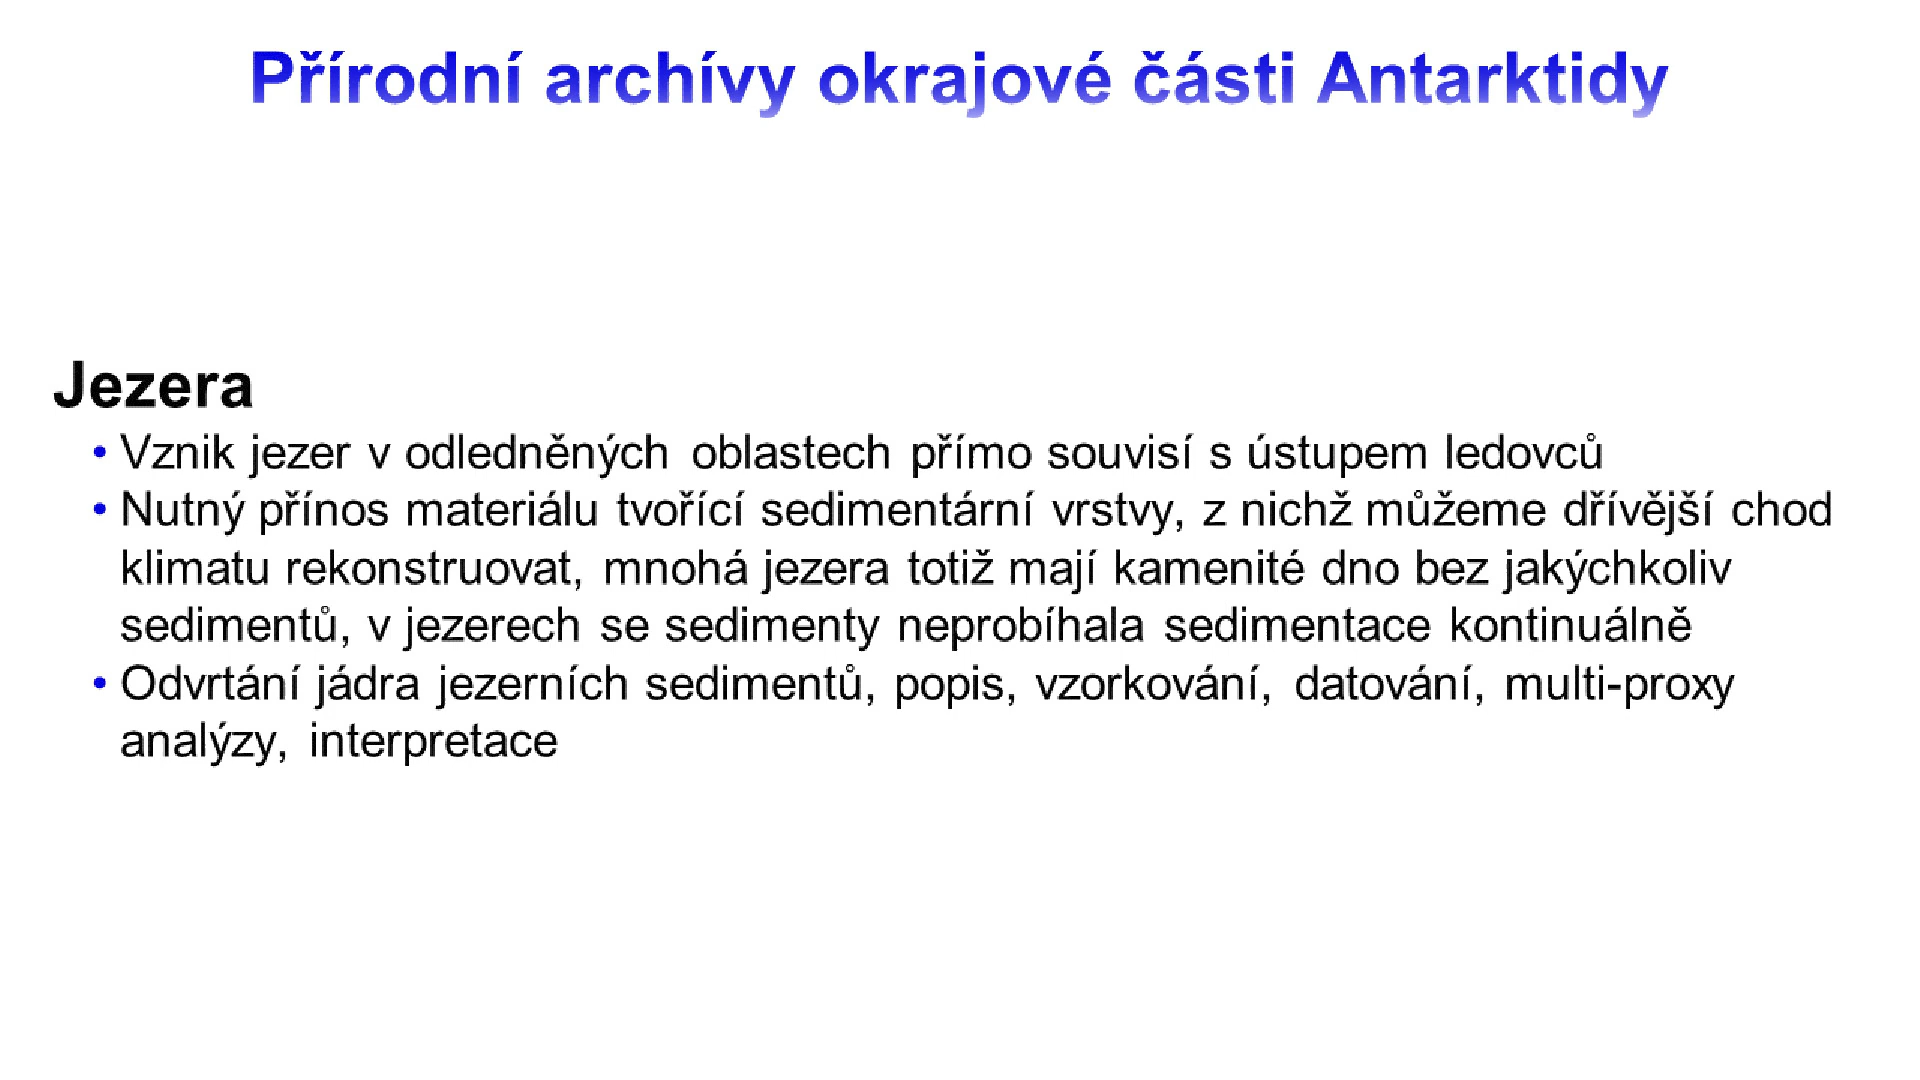 Přírodní archívy okrajové části Antarktidy
Jezera
• Vznik jezer v odledněných oblastech přímo souvisí s ústupem ledovců
• Nutný přínos materiálu tvořící sedimentární vrstvy, z nichž můžeme dřívější chod
klimatu rekonstruovat, mnohá jezera totiž mají kamenité dno bez jakýchkoliv
sedimentů, v jezerech se sedimenty neprobíhala sedimentace kontinuálně
• Odvrtání jádra jezerních sedimentů, popis, vzorkování, datování, multi-proxy
analýzy, interpretace